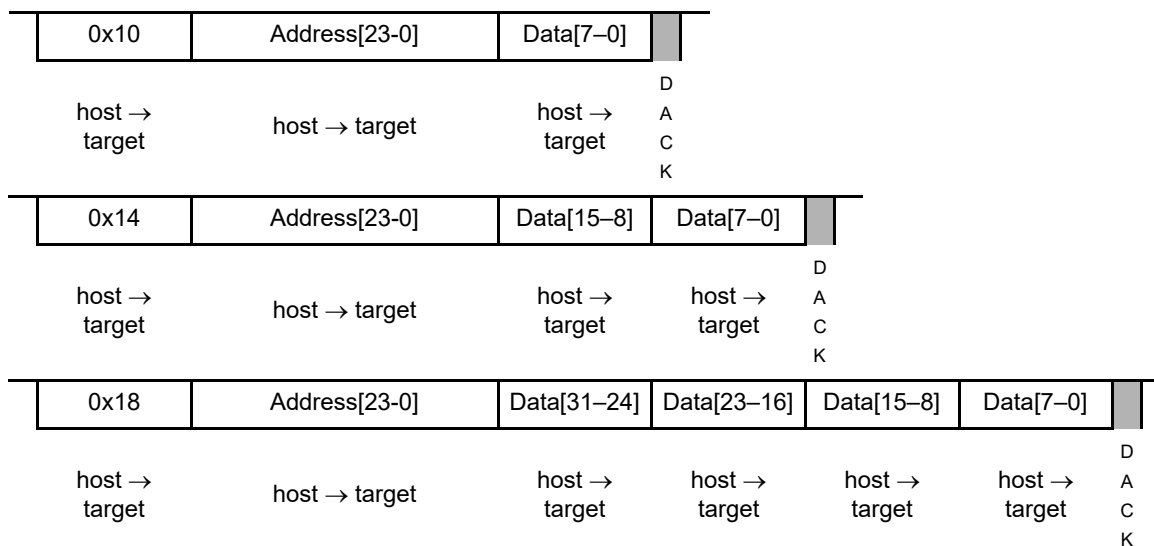 0x10 Address[23-0] Data[7–0]
host → target host → target host → target D A C K
0x14 Address[23-0] Data[15–8] Data[7–0]
host → target host → target host → target host → target D A C K
0x18 Address[23-0] Data[31–24] Data[23–16] Data[15–8] Data[7–0]
host → target host → target host → target host → target host → target host → target D A C K